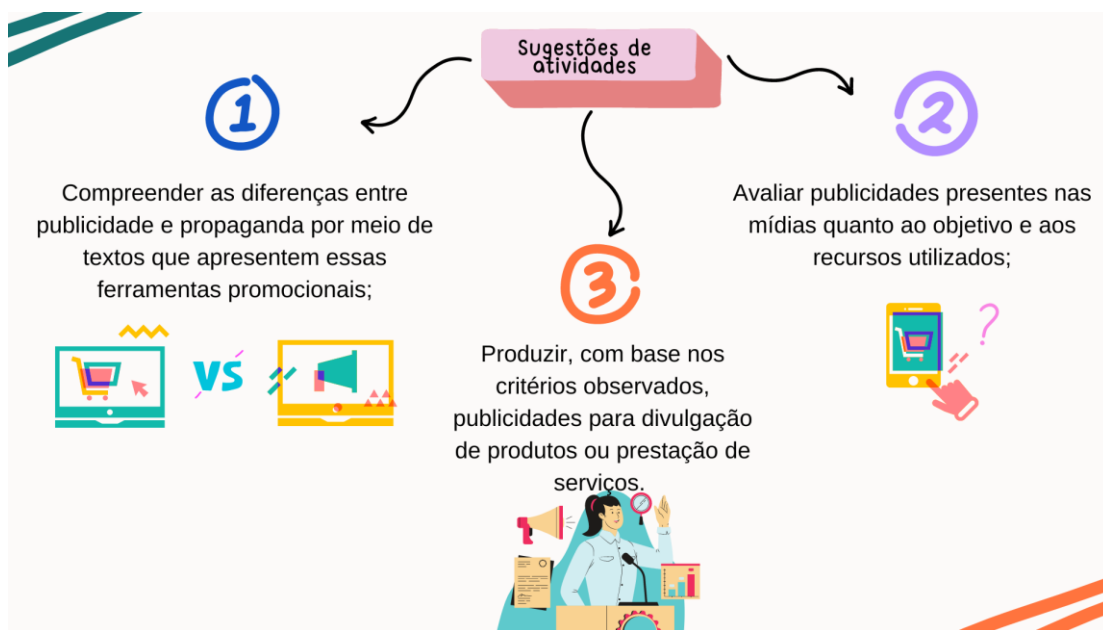 Sugestões de
atividades
1
Compreender as diferenças entre
publicidade e propaganda por meio de
textos que apresentem essas
ferramentas promocionais;
VS
2
Avaliar publicidades presentes nas
mídias quanto ao objetivo e aos
recursos utilizados;
?
3
Produzir, com base nos
critérios observados,
publicidades para divulgação
de produtos ou prestação de
serviços.